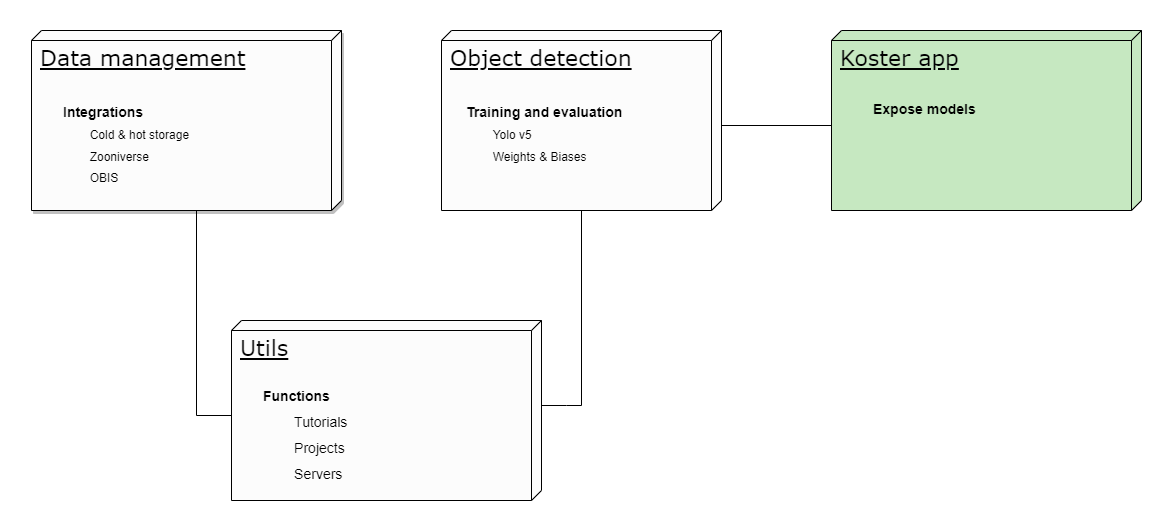 Data management
Integrations
Cold & hot storage
Zooniverse
OBIS
Object detection
Training and evaluation
Yolo v5
Weights & Biases
Koster app
Expose models
Utils
Functions
Tutorials
Projects
Servers